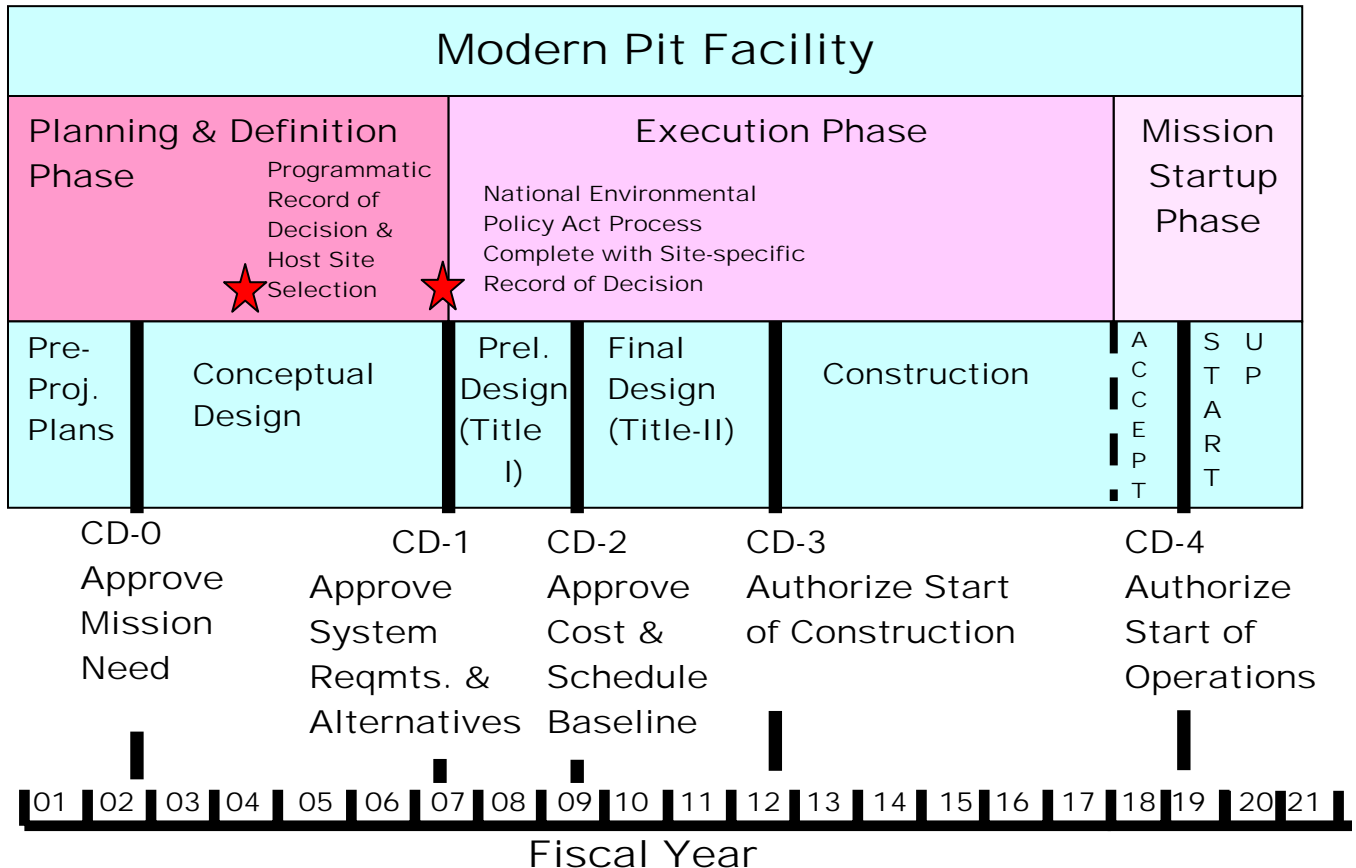 Modern Pit Facility
Planning & Definition
Phase
Programmatic
Record of
Decision &
Host Site
Selection
Execution Phase
National Environmental
Policy Act Process
Complete with Site-specific
Record of Decision
Mission
Startup
Phase
Pre-
Proj.
Plans
Conceptual
Design
Prel.
Design
(Title
I)
Final
Design
(Title-II)
Construction
ACCEPT
START
UP
CD-0
Approve
Mission
Need
CD-1
Approve
System
Reqmts. &
Alternatives
CD-2
Approve
Cost &
Schedule
Baseline
CD-3
Authorize Start
of Construction
CD-4
Authorize
Start of
Operations
01 02 03 04 05 06 07 08 09 10 11 12 13 14 15 16 17 18 19 20 21
Fiscal Year